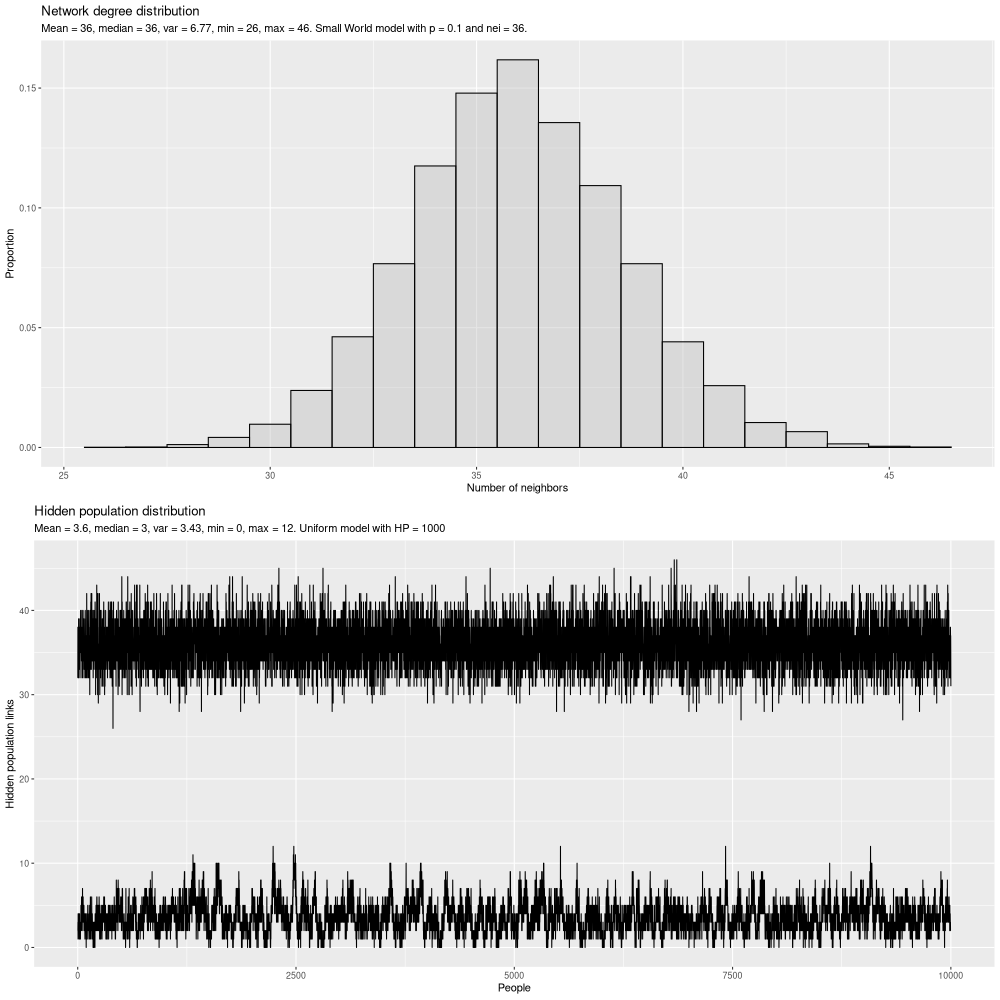 Network degree distribution
Mean = 36, median = 36, var = 6.77, min = 26, max = 46. Small World model with p = 0.1 and nei = 36.
Proportion
0.15
0.10
0.05
0.00
25 30 35 40 45
Number of neighbors
Hidden population distribution
Mean = 3.6, median = 3, var = 3.43, min = 0, max = 12. Uniform model with HP = 1000
Hidden population links
40
30
20
10
0
0 2500 5000 7500 10000
People